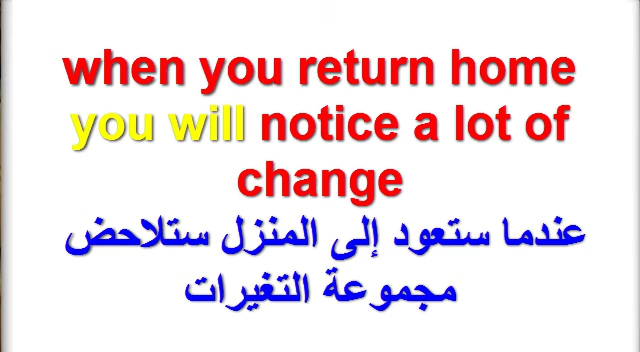 when you return home
you will notice a lot of
change
عندما ستعود إلى المنزل ستلاحض
مجموعة التغيرات